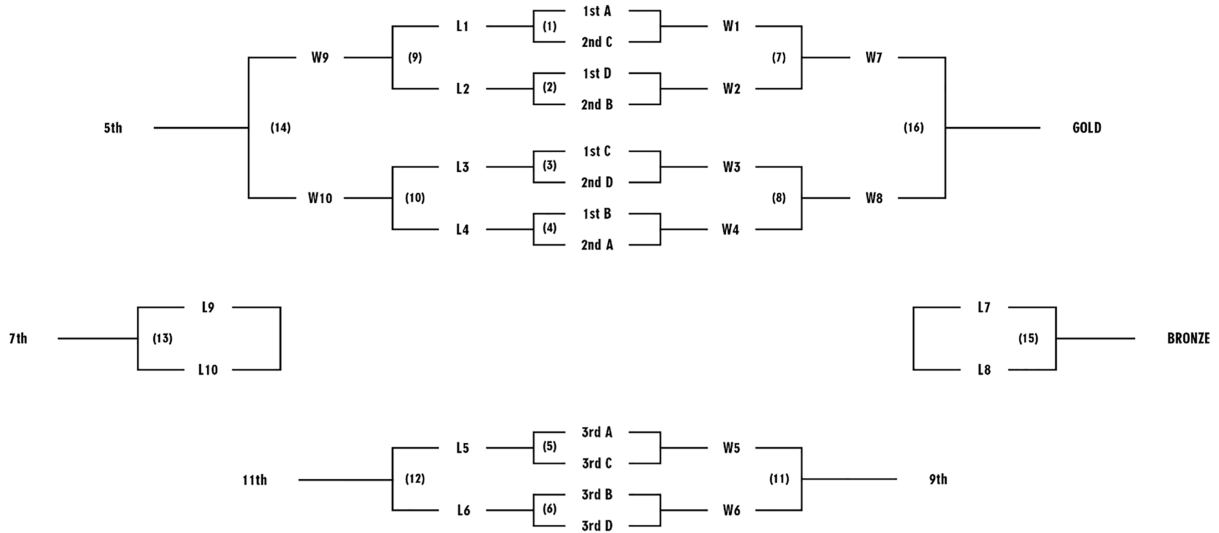 1st A
L1 (1) W1
2nd C
W9 (9) (7) W7
1st D
L2 (2) W2
2nd B
5th (14) (16) GOLD
1st C
L3 (3) W3
2nd D
W10 (10) (8) W8
1st B
L4 (4) W4
2nd A
L9 L7
7th (13) (15) BRONZE
L10 L8
3rd A
L5 (5) W5
3rd C
11th (12) (11) 9th
3rd B
L6 (6) W6
3rd D